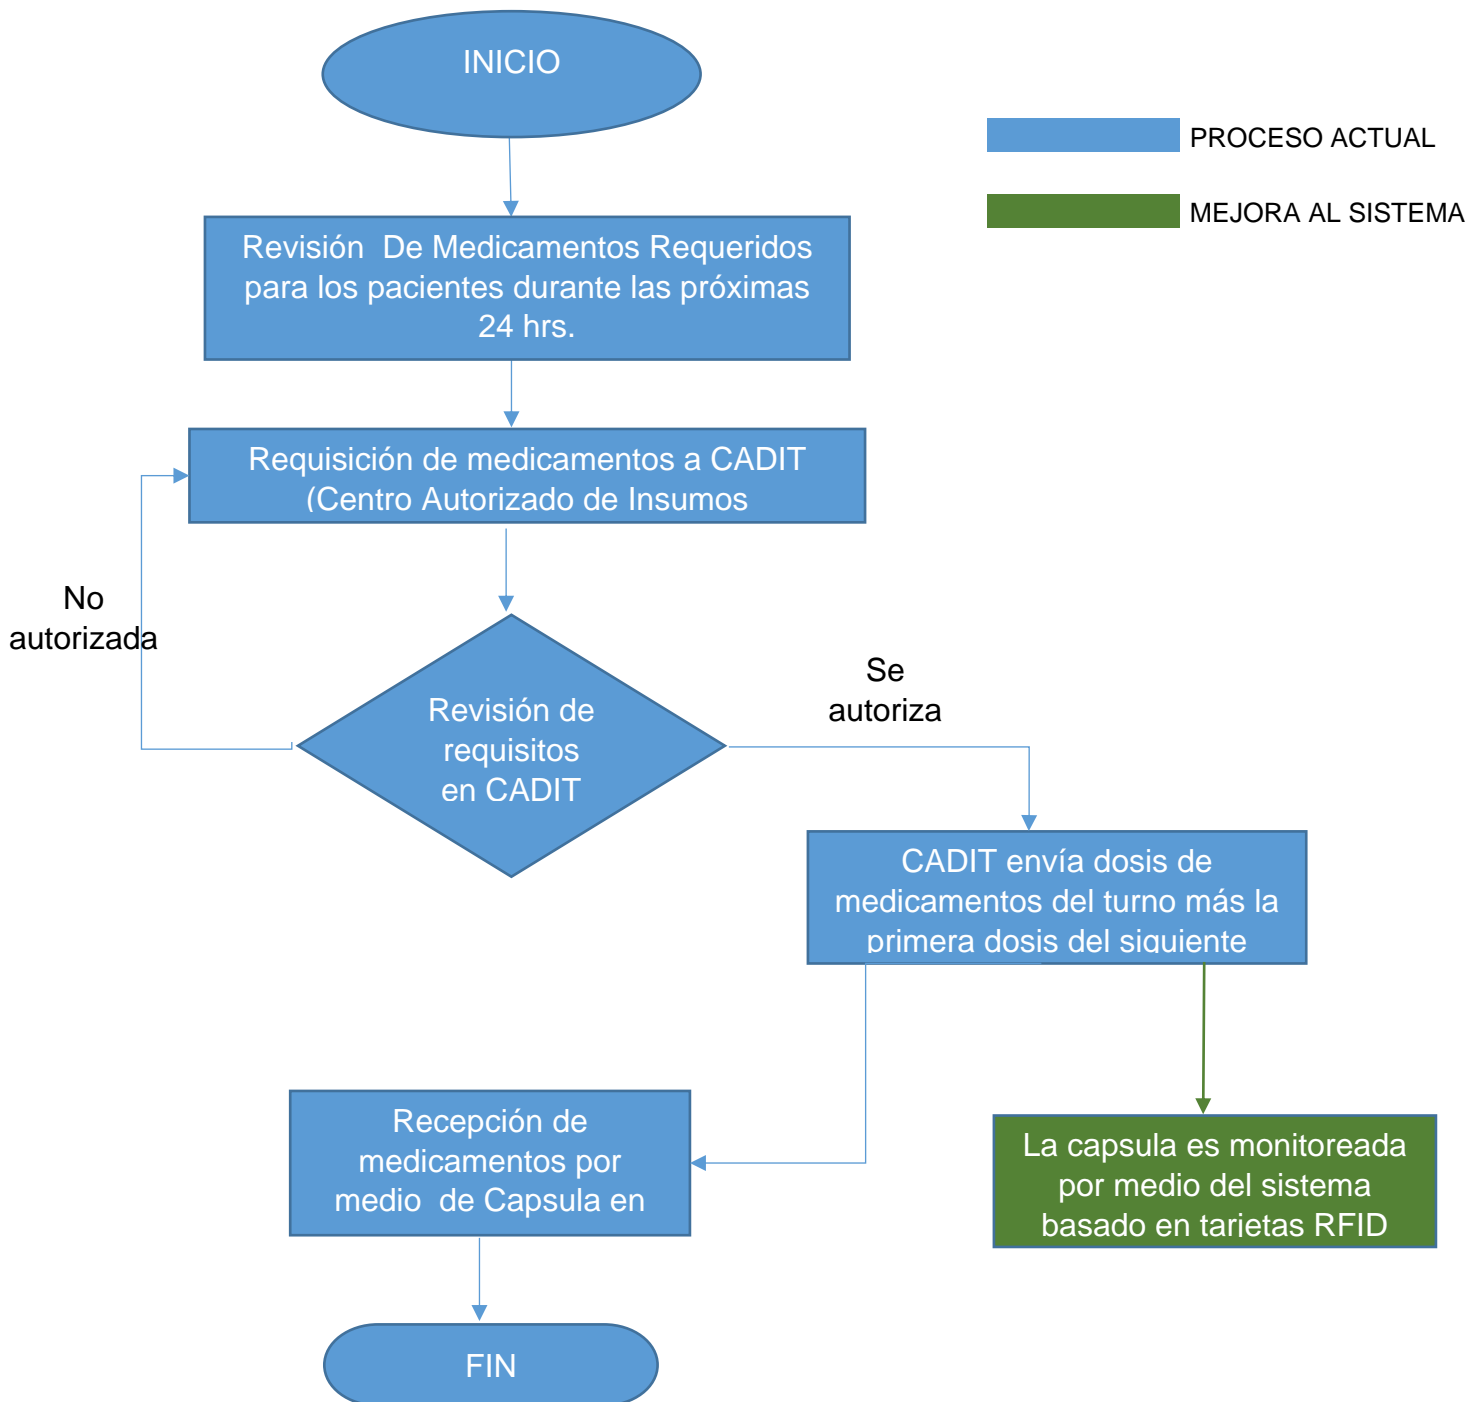 INICIO
PROCESO ACTUAL
MEJORA AL SISTEMA
Revisión De Medicamentos Requeridos
para los pacientes durante las próximas
24 hrs.
Requisición de medicamentos a CADIT
(Centro Autorizado de Insumos
No
autorizada
Revisión de
requisitos
en CADIT
Se
autoriza
CADIT envía dosis de
medicamentos del turno más la
primera dosis del siguiente
Recepción de
medicamentos por
medio de Capsula en
La capsula es monitoreada
por medio del sistema
basado en tarjetas RFID
FIN